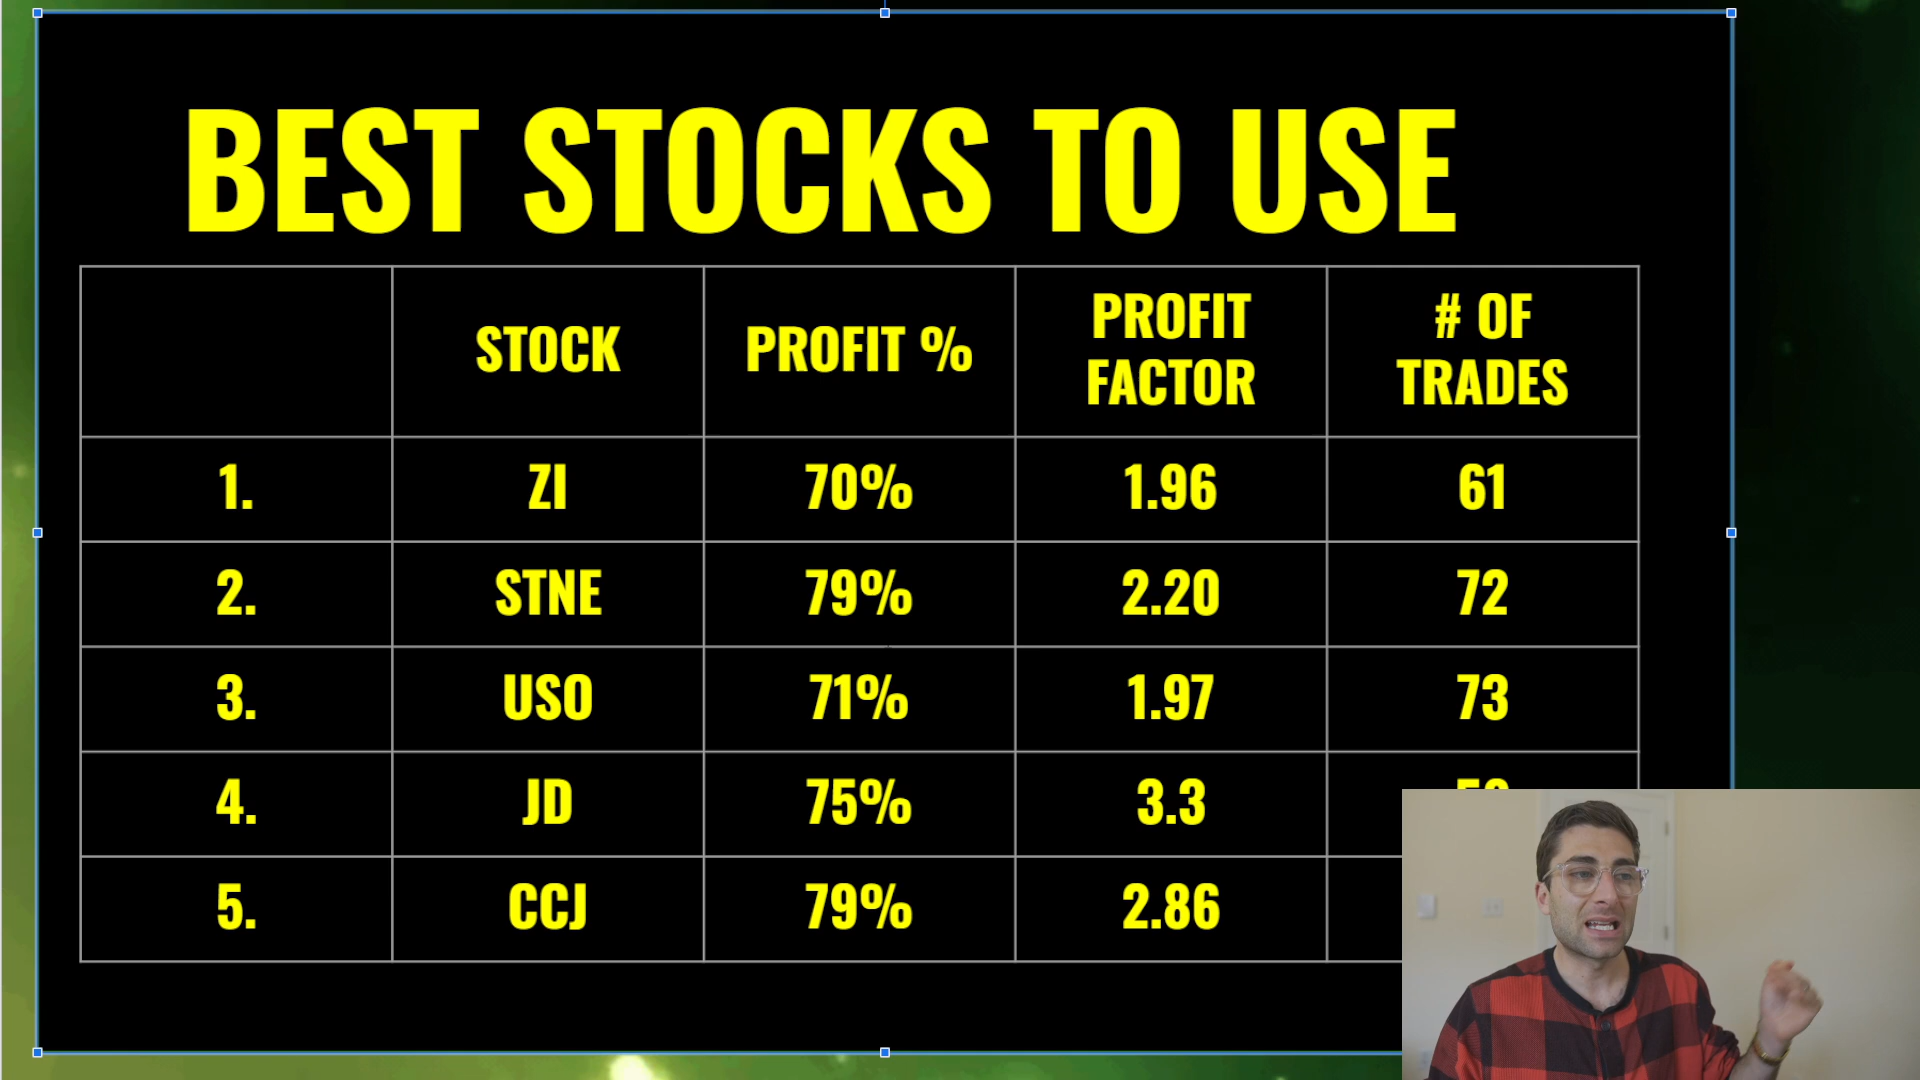 BEST STOCKS TO USE
STOCK PROFIT % PROFIT FACTOR # OF TRADES
1. ZI 70% 1.96 61
2. STNE 79% 2.20 72
3. USO 71% 1.97 73
4. JD 75% 3.3
5. CCJ 79% 2.86